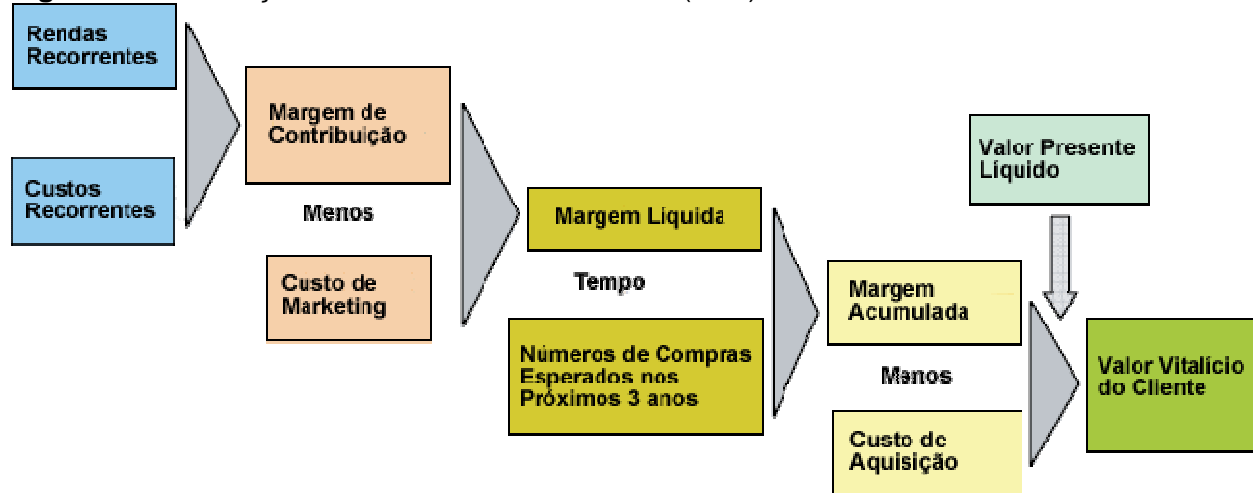 Rendas
Recorrentes
Custos
Recorrentes
Margem de
Contribuição
Menos
Custo de
Marketing
Margem Líquida
Tempo
Números de Compras
Esperados nos
Próximos 3 anos
Margem
Acumulada
Menos
Custo de
Aquisição
Valor Presente
Líquido
Valor Vitalício
do Cliente